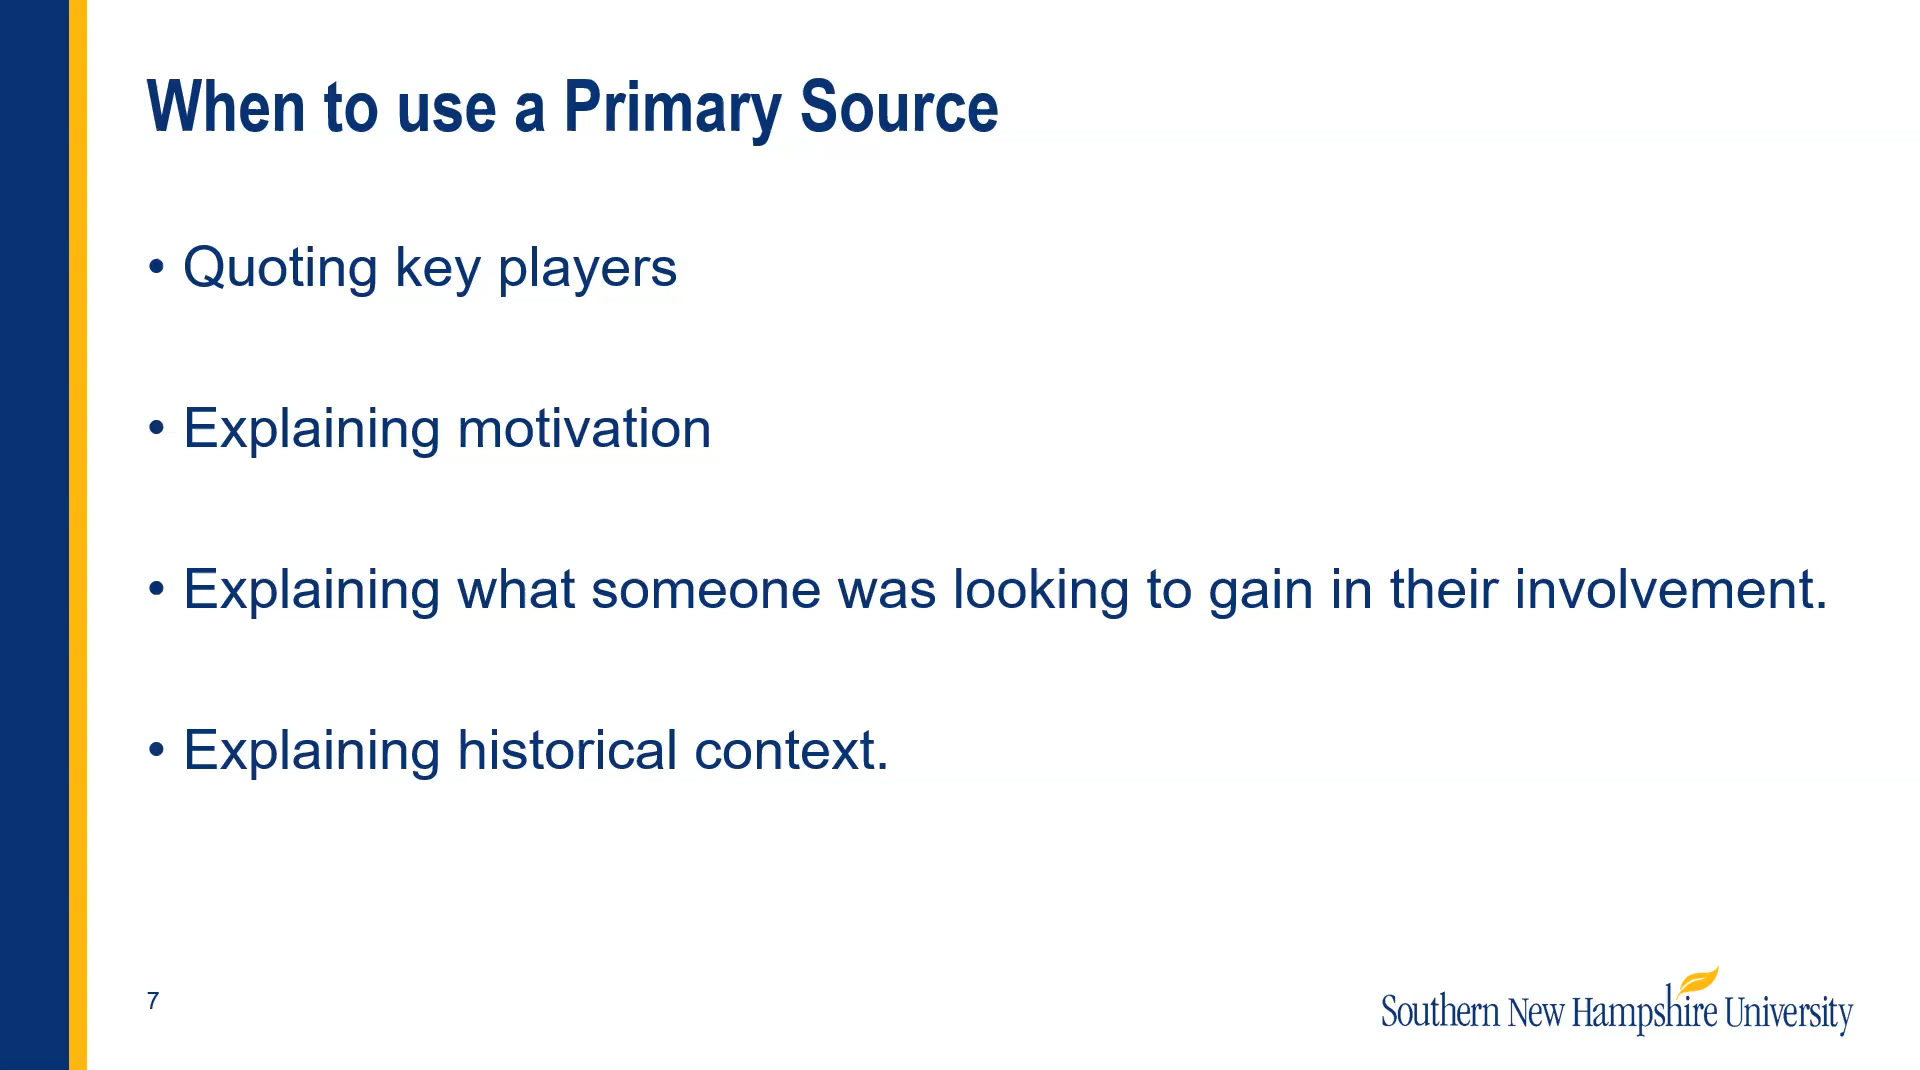 When to use a Primary Source
• Quoting key players
• Explaining motivation
• Explaining what someone was looking to gain in their involvement.
• Explaining historical context.
7
Southern New Hampshire University